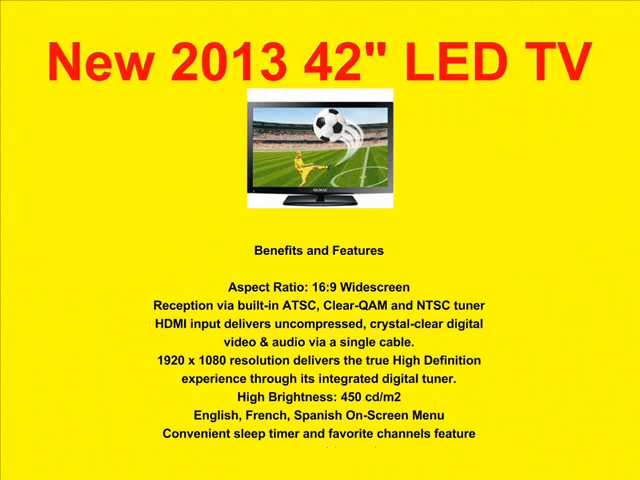 New 2013 42" LED TV
Benefits and Features
Aspect Ratio: 16:9 Widescreen
Reception via built-in ATSC, Clear-QAM and NTSC tuner
HDMI input delivers uncompressed, crystal-clear digital
video & audio via a single cable.
1920 x 1080 resolution delivers the true High Definition
experience through its integrated digital tuner.
High Brightness: 450 cd/m2
English, French, Spanish On-Screen Menu
Convenient sleep timer and favorite channels feature